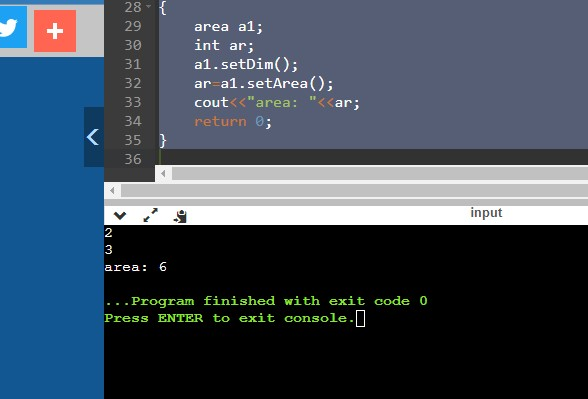 28 {
29 area a1;
30 int ar;
31 a1.setDim();
32 ar=a1.setArea();
33 cout<<"area: "<<ar;
34 return 0;
35 }
36
input
2
3
area: 6
...Program finished with exit code 0
Press ENTER to exit console.